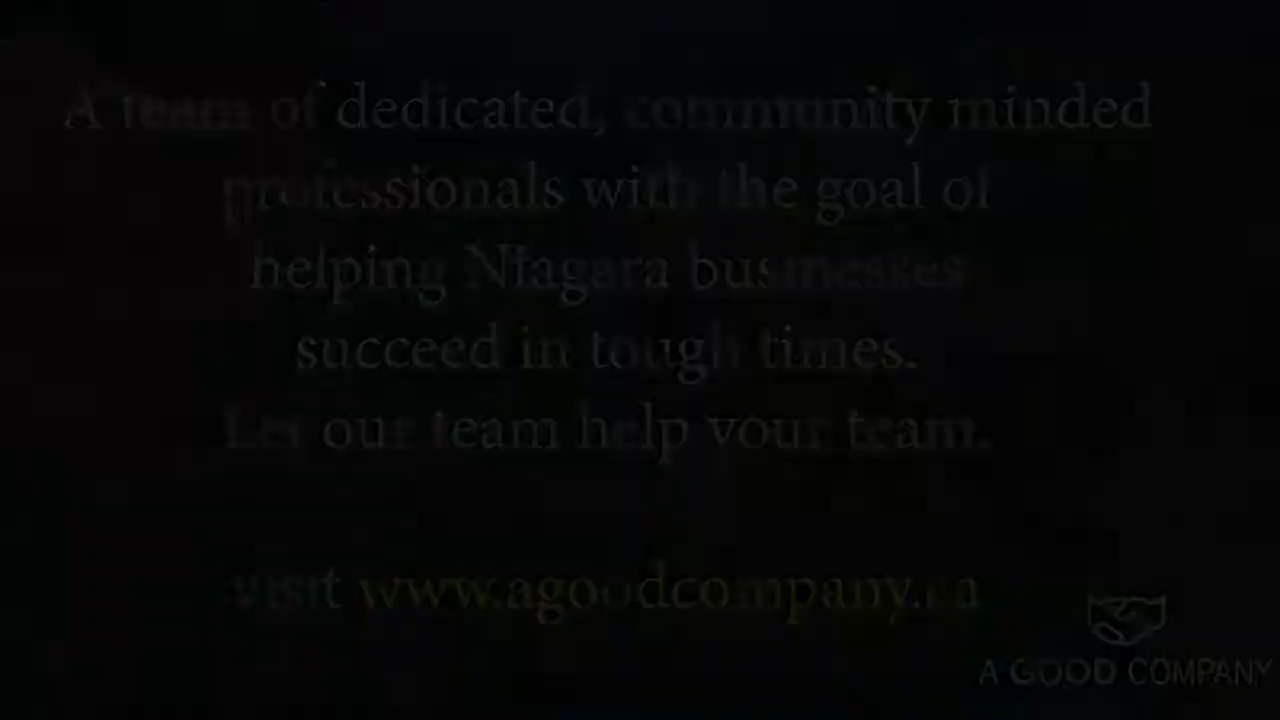 A team of dedicated, community minded
professionals with the goal of
helping Niagara businesses
succeed in tough times.
Let our team help your team.
visit www.agoodcompany.ca
A GOOD COMPANY